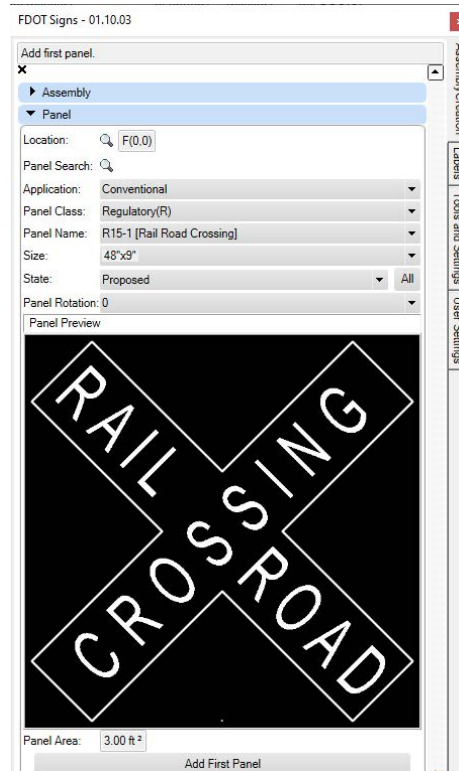 FDOT Signs - 01.10.03
Add first panel.
Assembly
Panel
Location: F(0,0)
Panel Search:
Application: Conventional
Panel Class: Regulatory(R)
Panel Name: R15-1 [Rail Road Crossing]
Size: 48"x9"
State: Proposed All
Panel Rotation: 0
Panel Preview
RAIL ROAD
CROSSING
Panel Area: 3.00 ft²
Add First Panel
Assembly Creation
Labels
Tools and Settings
User Settings